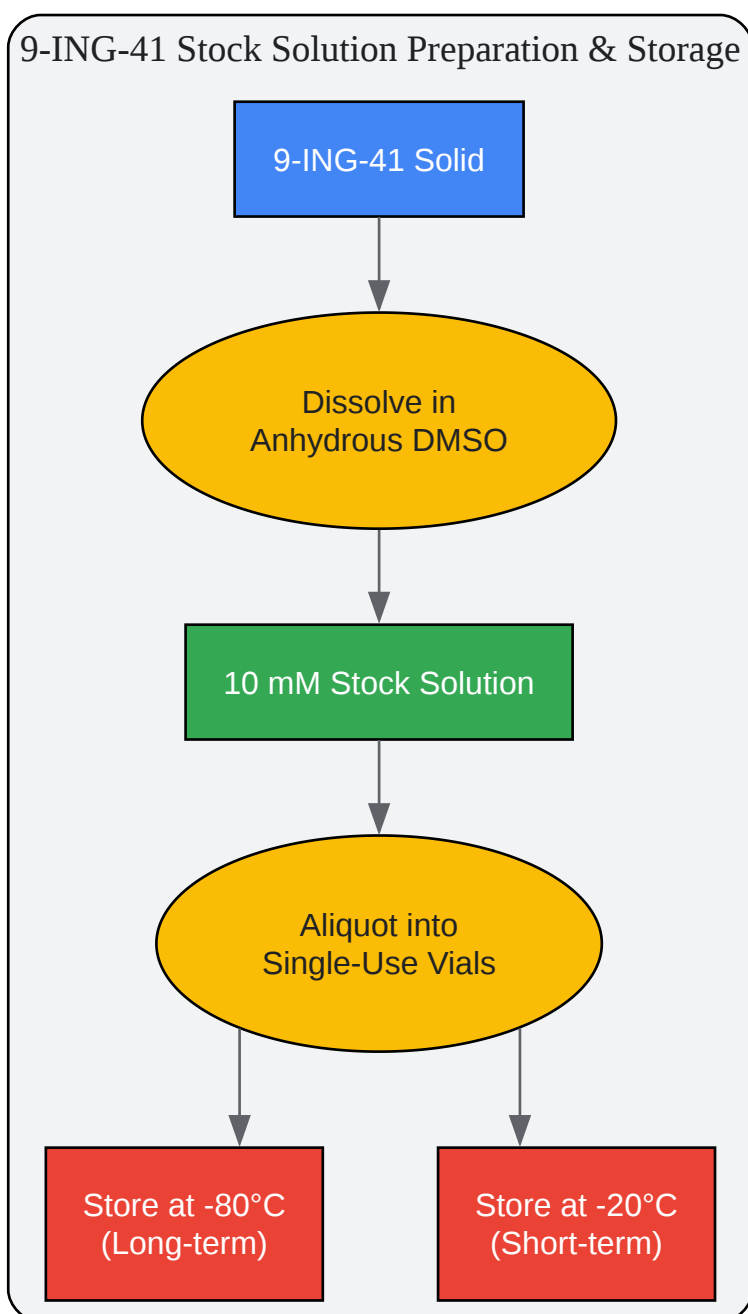 9-ING-41 Stock Solution Preparation & Storage
9-ING-41 Solid
Dissolve in
Anhydrous DMSO
10 mM Stock Solution
Aliquot into
Single-Use Vials
Store at -80°C
(Long-term)
Store at -20°C
(Short-term)